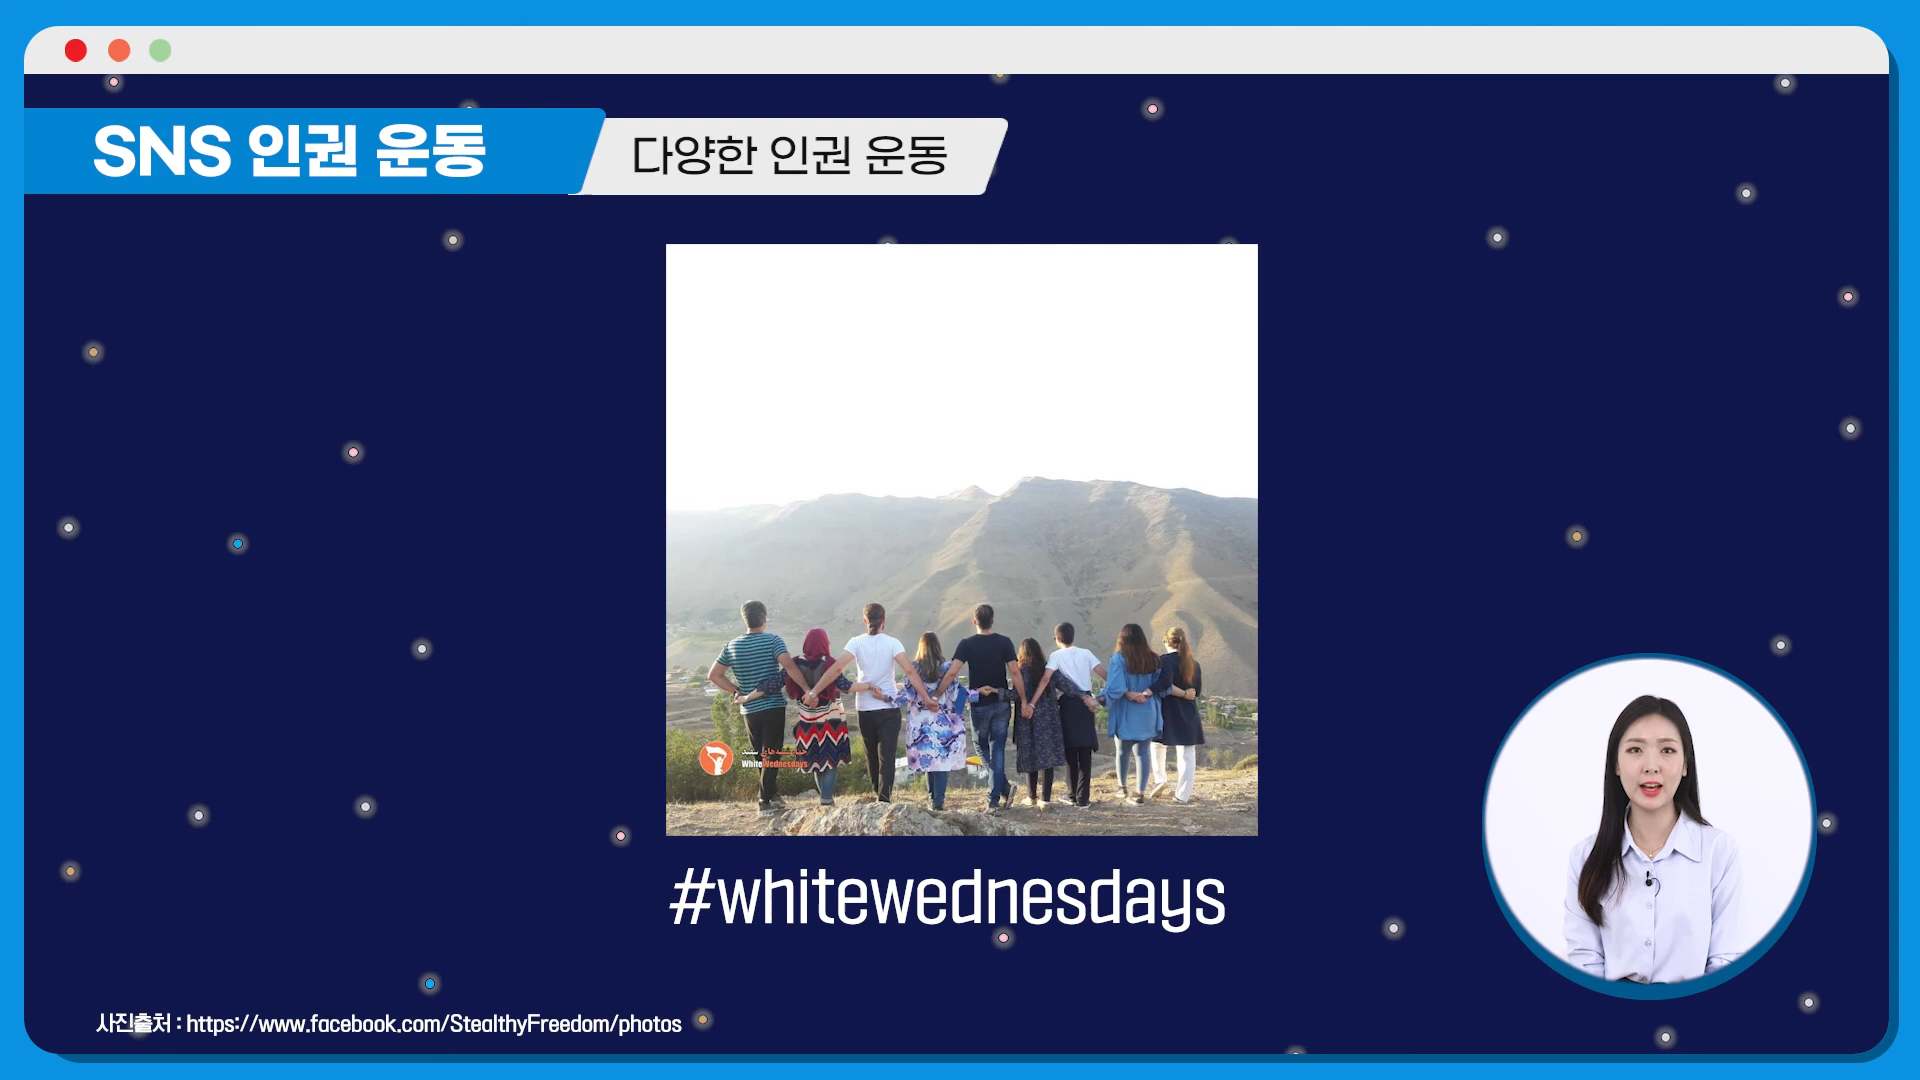 SNS 인권 운동
다양한 인권 운동
WhiteWednesdays
#whitewednesdays
사진출처 : https://www.facebook.com/StealthyFreedom/photos